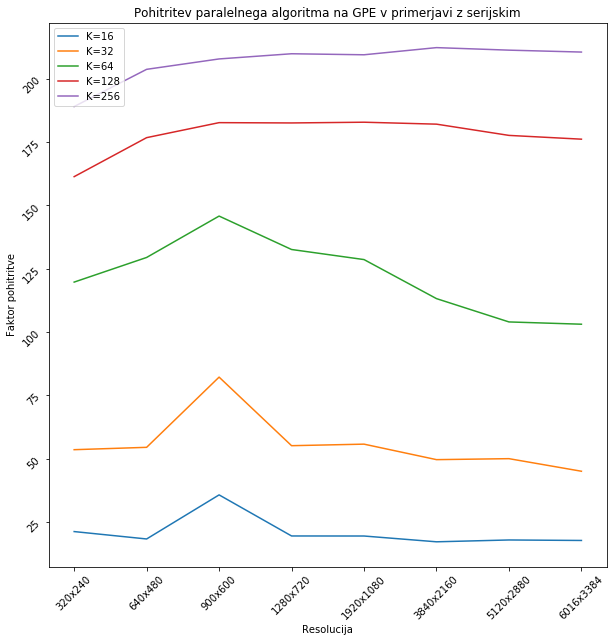 Pohitritev paralelnega algoritma na GPE v primerjavi z serijskim
K=16
K=32
K=64
K=128
K=256
Faktor pohitritve
200
175
150
125
100
75
50
25
320x240
640x480
900x600
1280x720
1920x1080
3840x2160
5120x2880
6016x3384
Resolucija